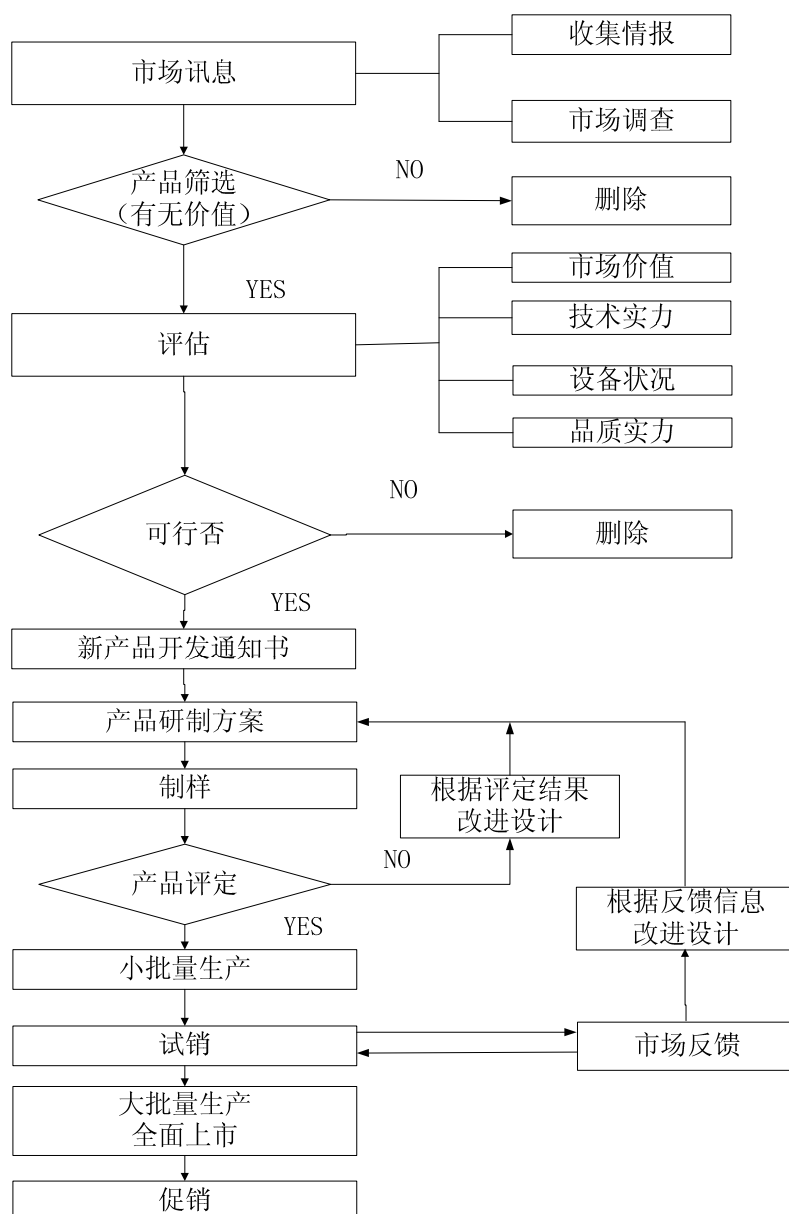 收集情报
市场讯息
市场调查
产品筛选
（有无价值）
NO
删除
YES
市场价值
技术实力
评估
设备状况
品质实力
NO
可行否
删除
YES
新产品开发通知书
产品研制方案
制样
根据评定结果
改进设计
NO
产品评定
根据反馈信息
改进设计
YES
小批量生产
试销
市场反馈
大批量生产
全面上市
促销